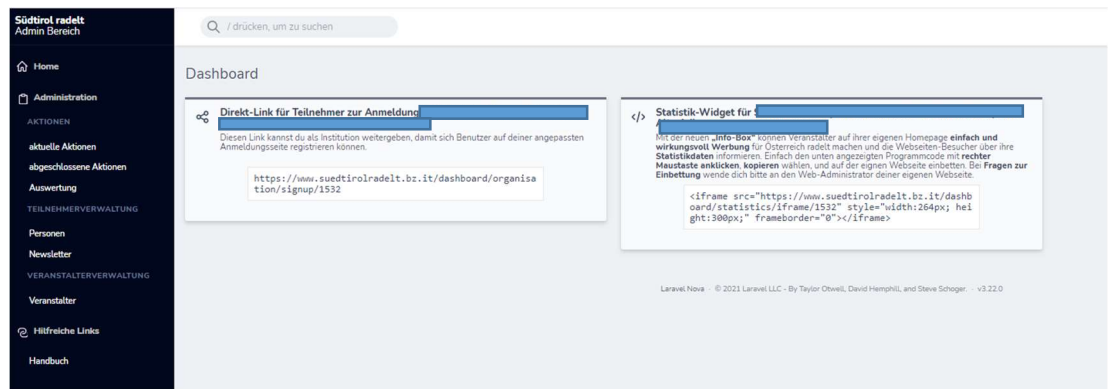 Südtirol radelt
Admin Bereich
/ drücken, um zu suchen
Home
Administration
AKTIONEN
aktuelle Aktionen
abgeschlossene Aktionen
Auswertung
TEILNEHMERVERWALTUNG
Personen
Newsletter
VERANSTALTERVERWALTUNG
Veranstalter
Hilfreiche Links
Handbuch
Dashboard
Direkt-Link für Teilnehmer zur Anmeldung
Diesen Link kannst du als Institution weitergeben, damit sich Benutzer auf deiner angepassten
Anmeldungsseite registrieren können.
https://www.suedtirolradelt.bz.it/dashboard/organisa
tion/signup/1532
Statistik-Widget für
Mit der neuen „Info-Box" können Veranstalter auf ihrer eigenen Homepage einfach und
wirkungsvoll Werbung für Österreich radelt machen und die Webseiten-Besucher über ihre
Statistikdaten informieren. Einfach den unten angezeigten Programmcode mit rechter
Maustaste anklicken, kopieren wählen, und auf der eignen Webseite einbetten. Bei Fragen zur
Einbettung wende dich bitte an den Web-Administrator deiner eigenen Webseite.
<iframe src="https://www.suedtirolradelt.bz.it/dashb
oard/statistics/iframe/1532" style="width:264px; hei
ght:300px;" frameborder="0"></iframe>
Laravel Nova · © 2021 Laravel LLC - By Taylor Otwell, David Hemphill, and Steve Schoger. · v3.22.0